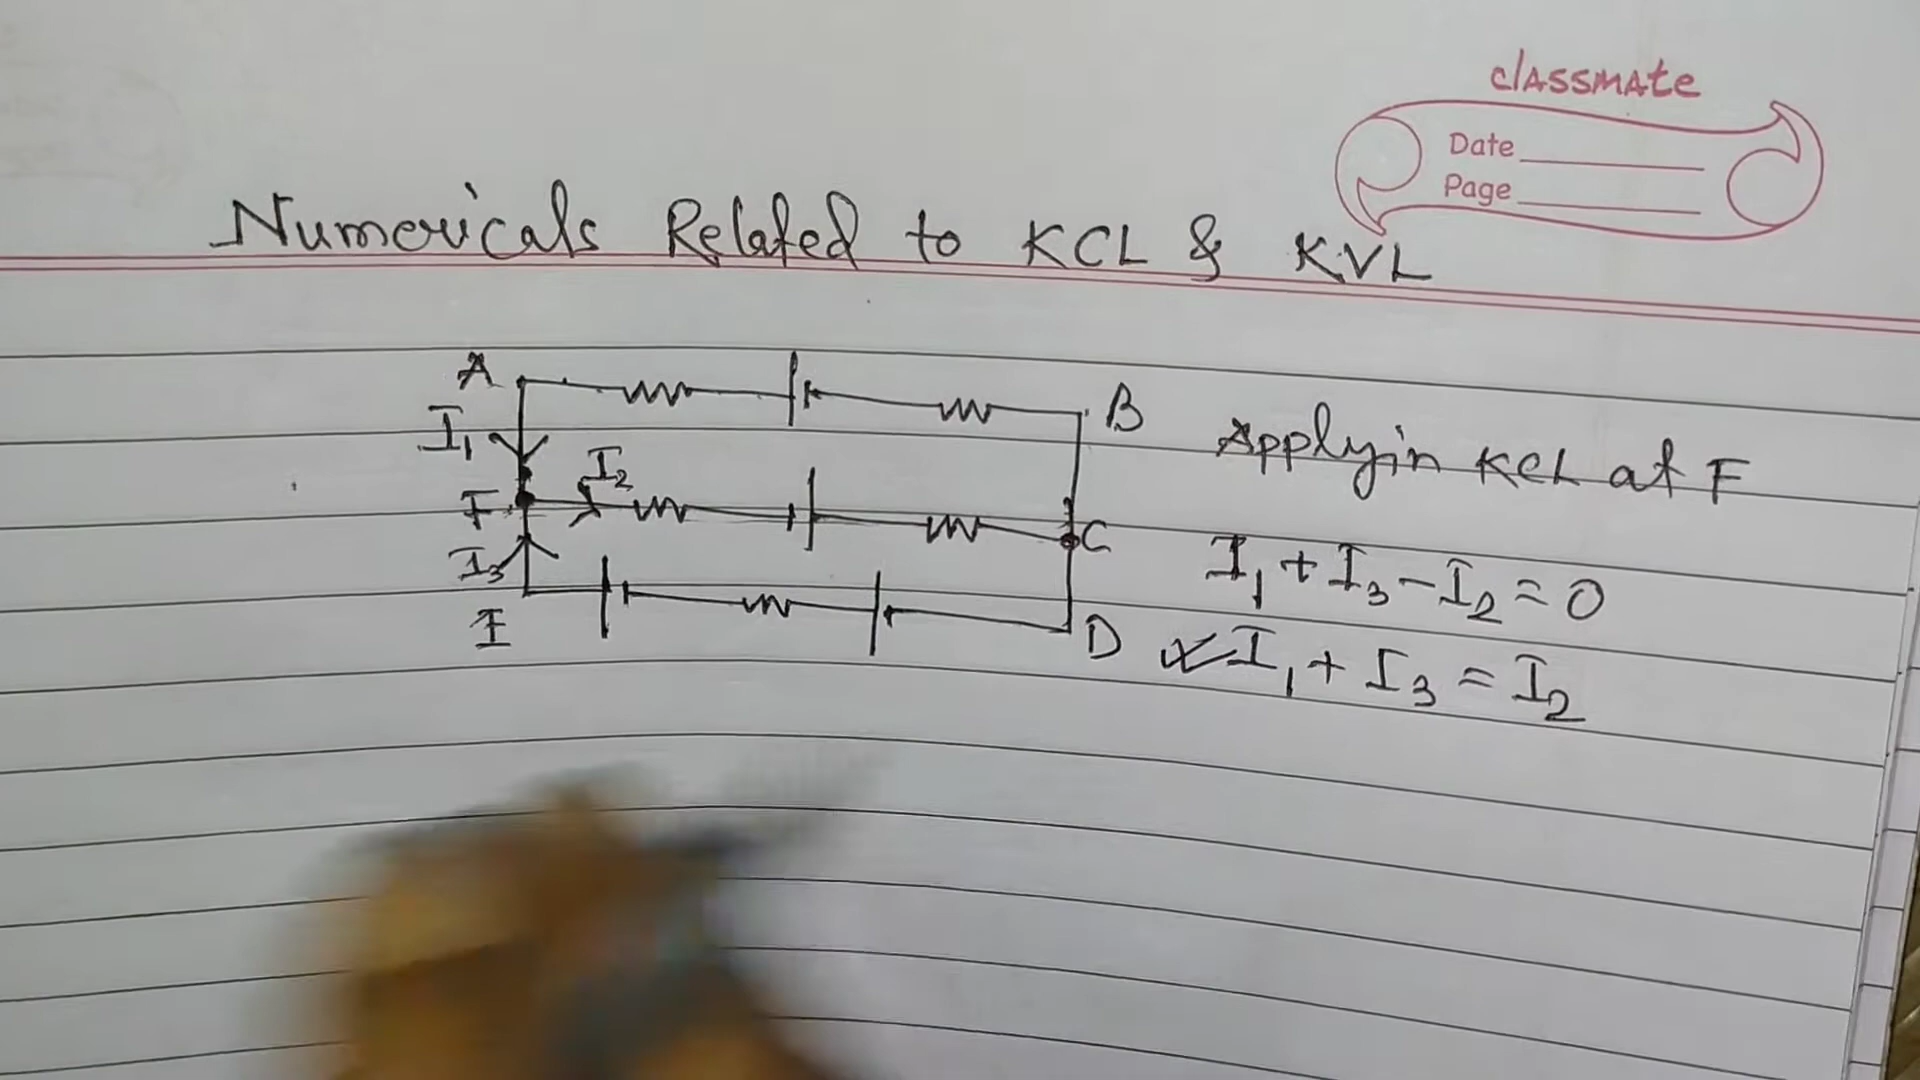 classmate
Date
Page
Numericals Related to KCL & KVL
A
B
I₁
I₂
F
C
I₃
D
Applyin KCL at F
I₁ + I₃ - I₂ = 0
I₁ + I₃ = I₂